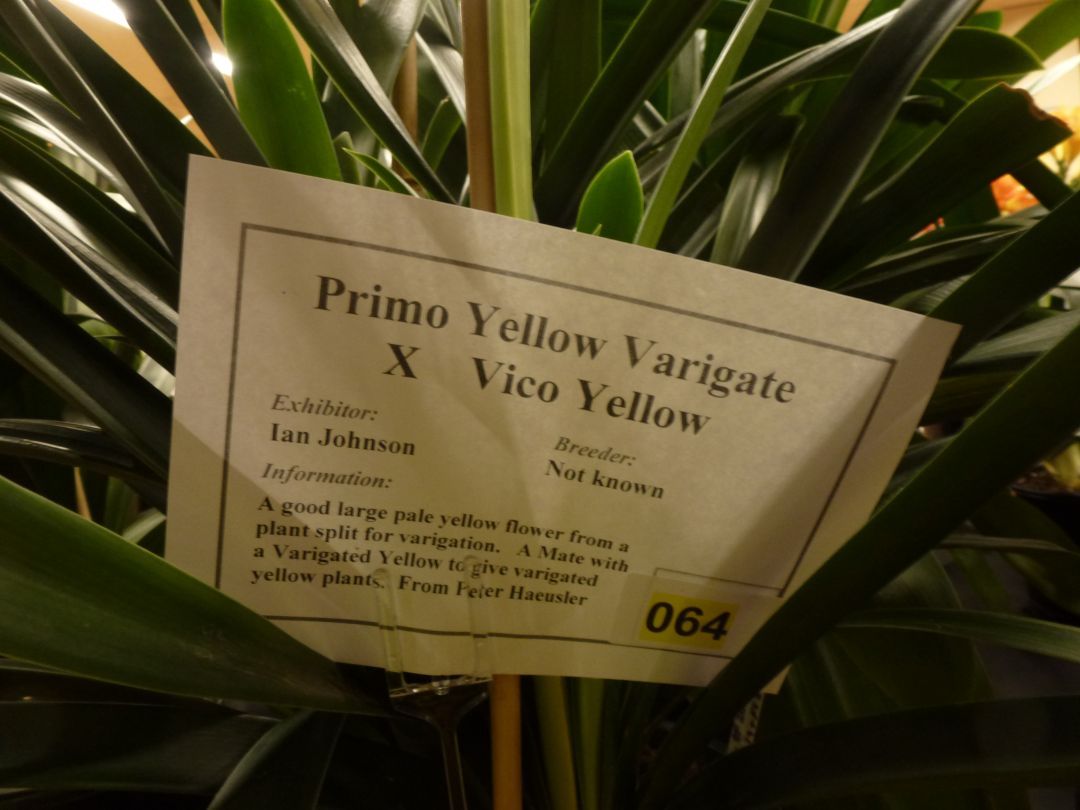 Primo Yellow Varigate
X Vico Yellow
Exhibitor:
Ian Johnson
Breeder:
Not known
Information:
A good large pale yellow flower from a
plant split for varigation. A Mate with
a Varigated Yellow to give varigated
yellow plants. From Peter Haeusler
064